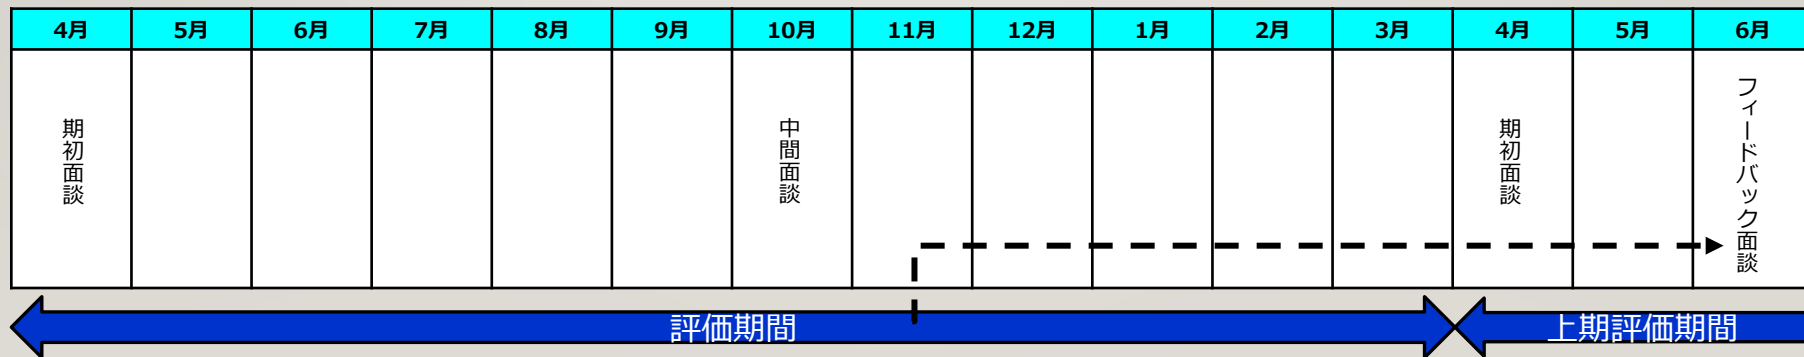 4月 5月 6月 7月 8月 9月 10月 11月 12月 1月 2月 3月 4月 5月 6月
期初面談
中間面談
期初面談
フィードバック面談
評価期間
上期評価期間